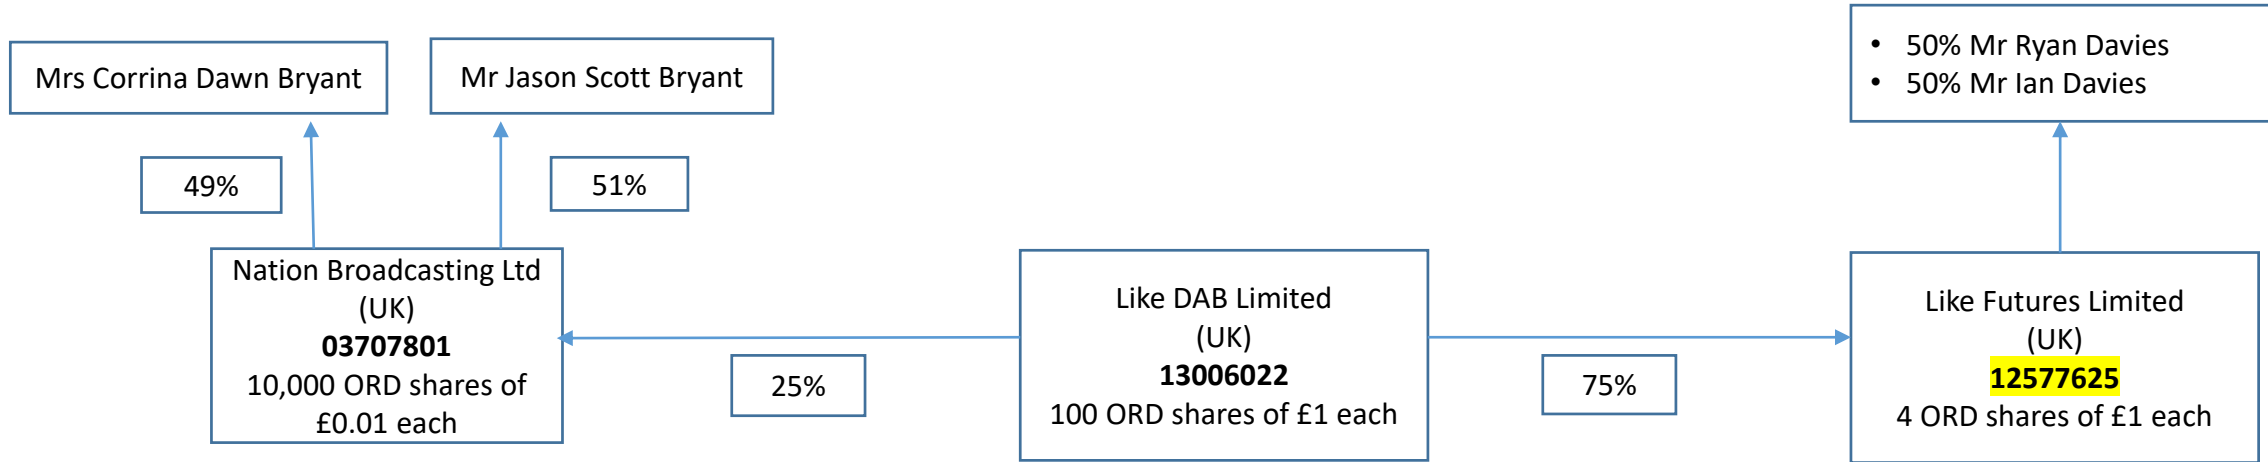 Mrs Corrina Dawn Bryant
Mr Jason Scott Bryant
• 50% Mr Ryan Davies
• 50% Mr Ian Davies
49%
51%
Nation Broadcasting Ltd
(UK)
03707801
10,000 ORD shares of
£0.01 each
25%
Like DAB Limited
(UK)
13006022
100 ORD shares of £1 each
75%
Like Futures Limited
(UK)
12577625
4 ORD shares of £1 each